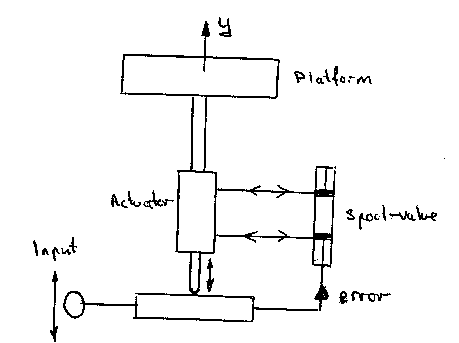 y
Platform
Actuator
Spool-valve
Input
error